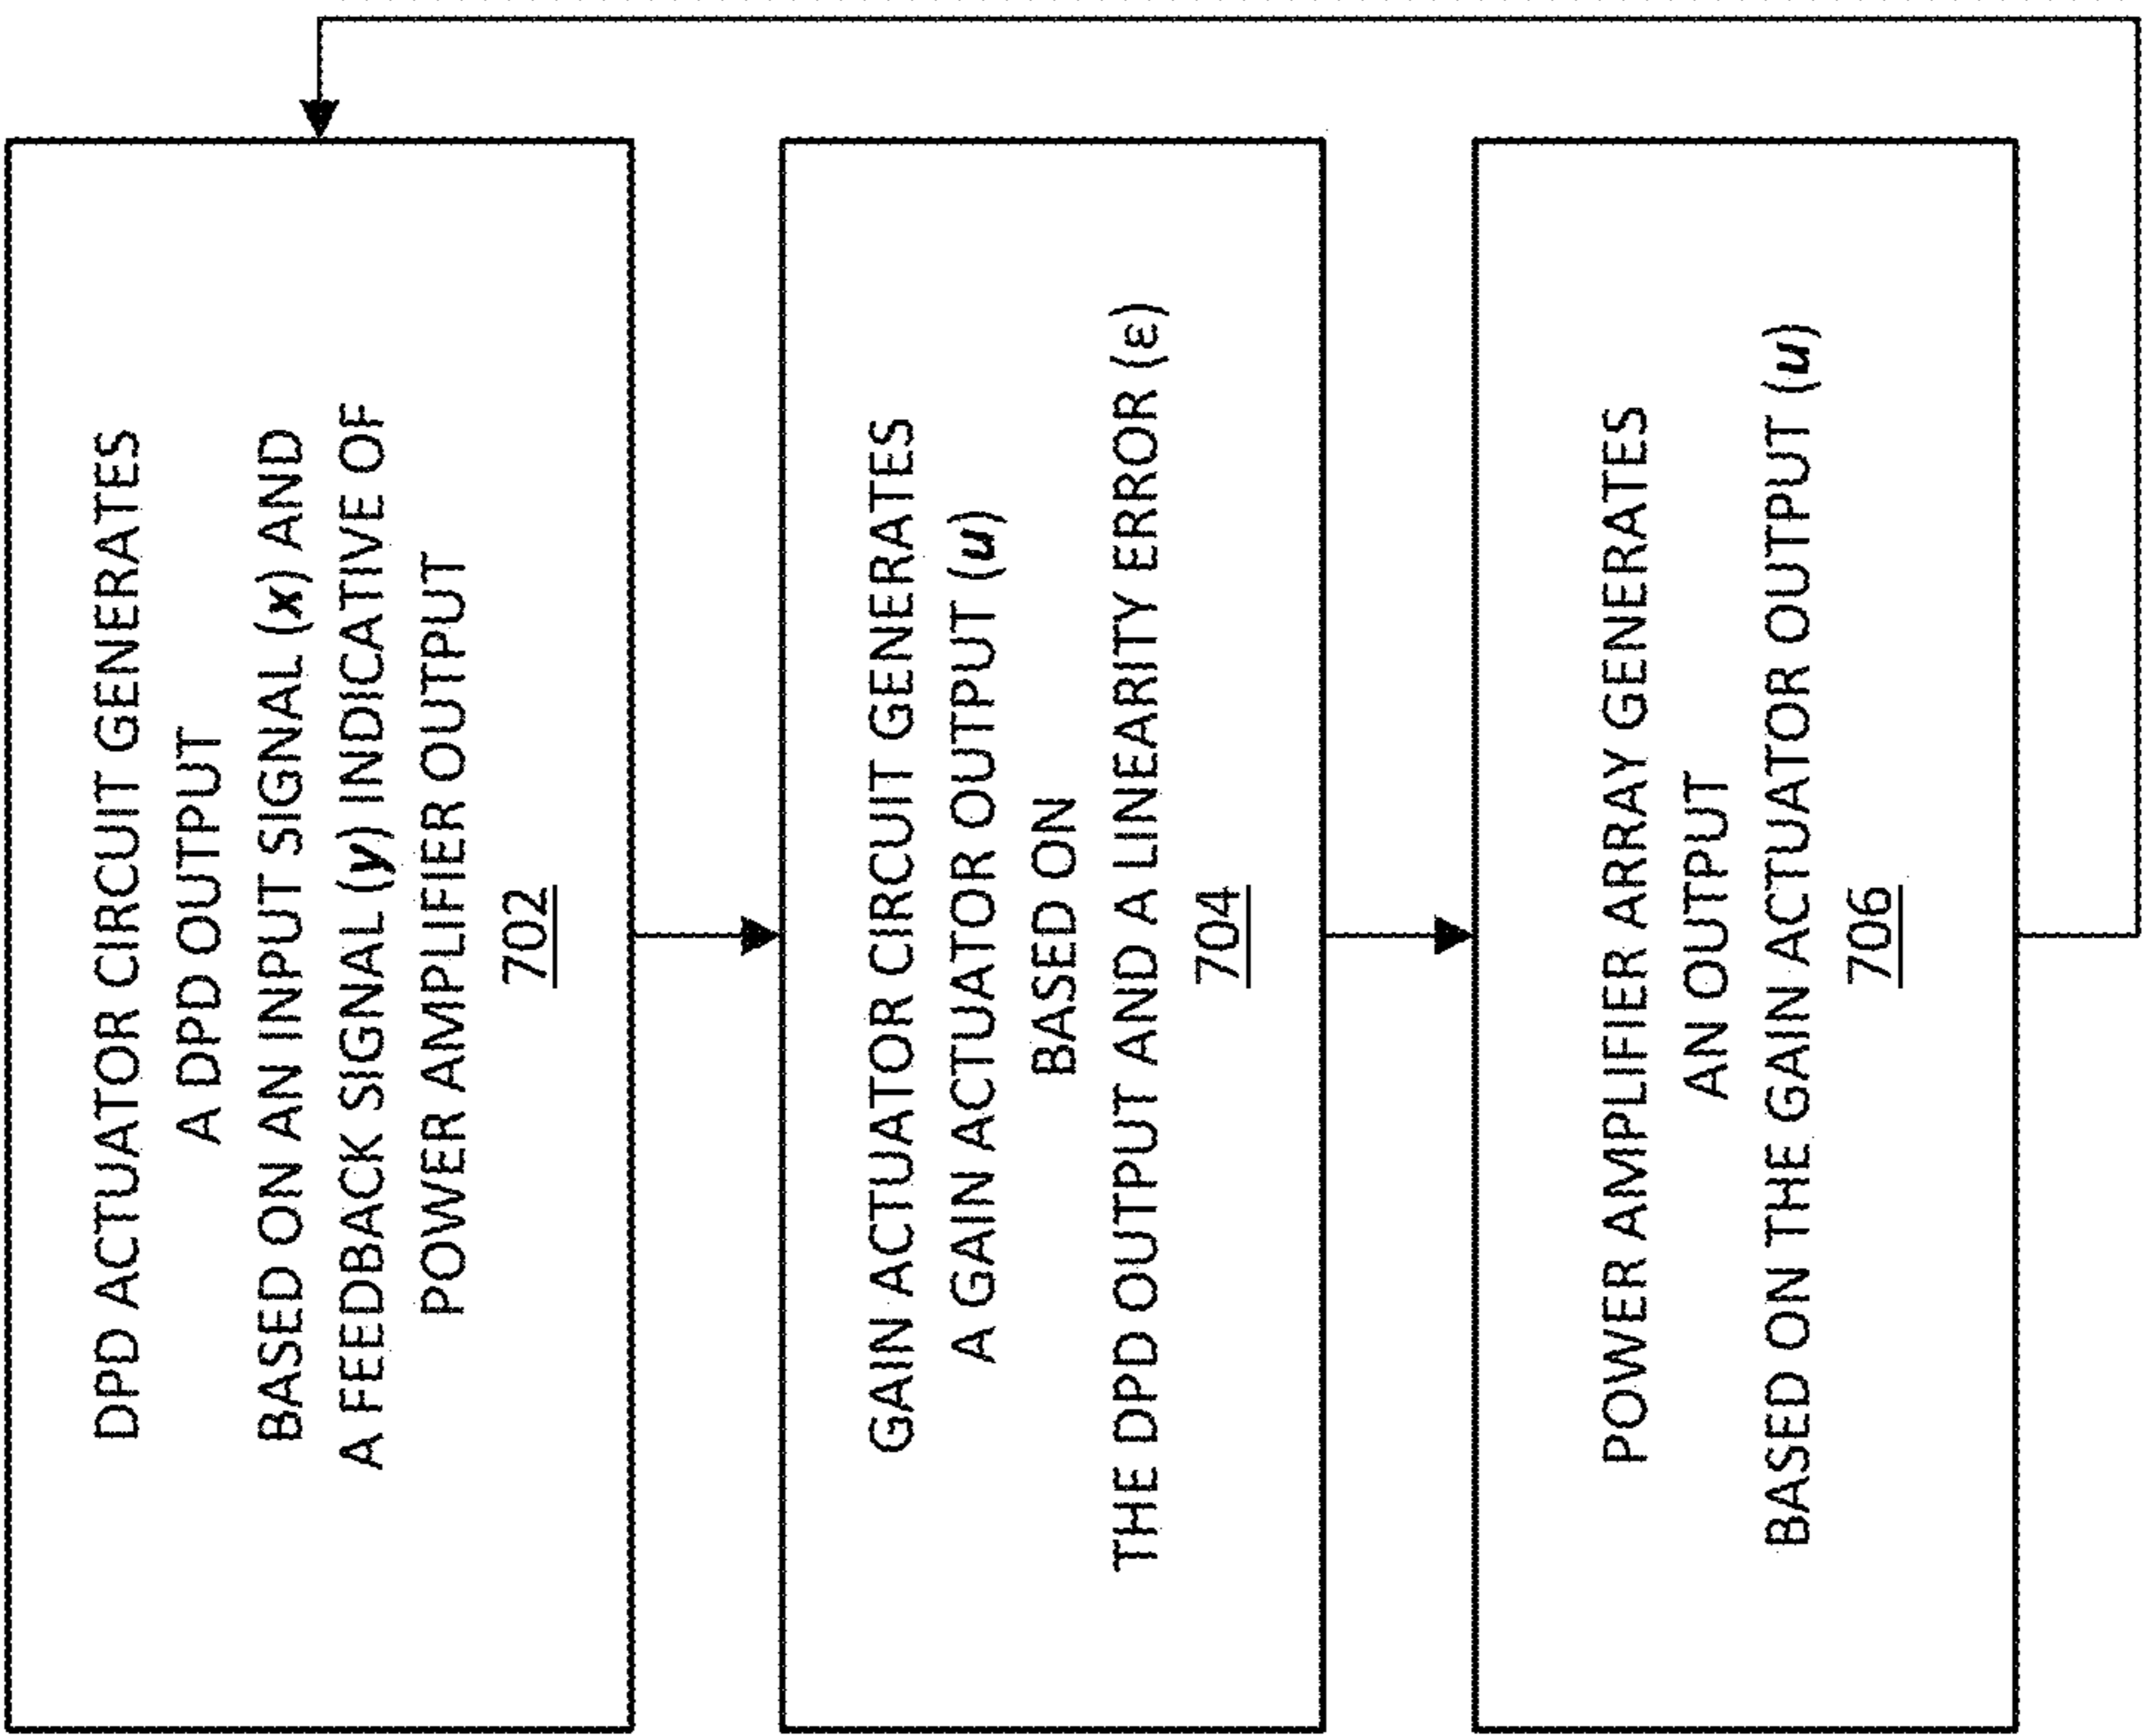 DPD ACTUATOR CIRCUIT GENERATES
A DPD OUTPUT
BASED ON AN INPUT SIGNAL (x) AND
A FEEDBACK SIGNAL (y) INDICATIVE OF
POWER AMPLIFIER OUTPUT
702
GAIN ACTUATOR CIRCUIT GENERATES
A GAIN ACTUATOR OUTPUT (u)
BASED ON
THE DPD OUTPUT AND A LINEARITY ERROR (ε)
704
POWER AMPLIFIER ARRAY GENERATES
AN OUTPUT
BASED ON THE GAIN ACTUATOR OUTPUT (u)
706